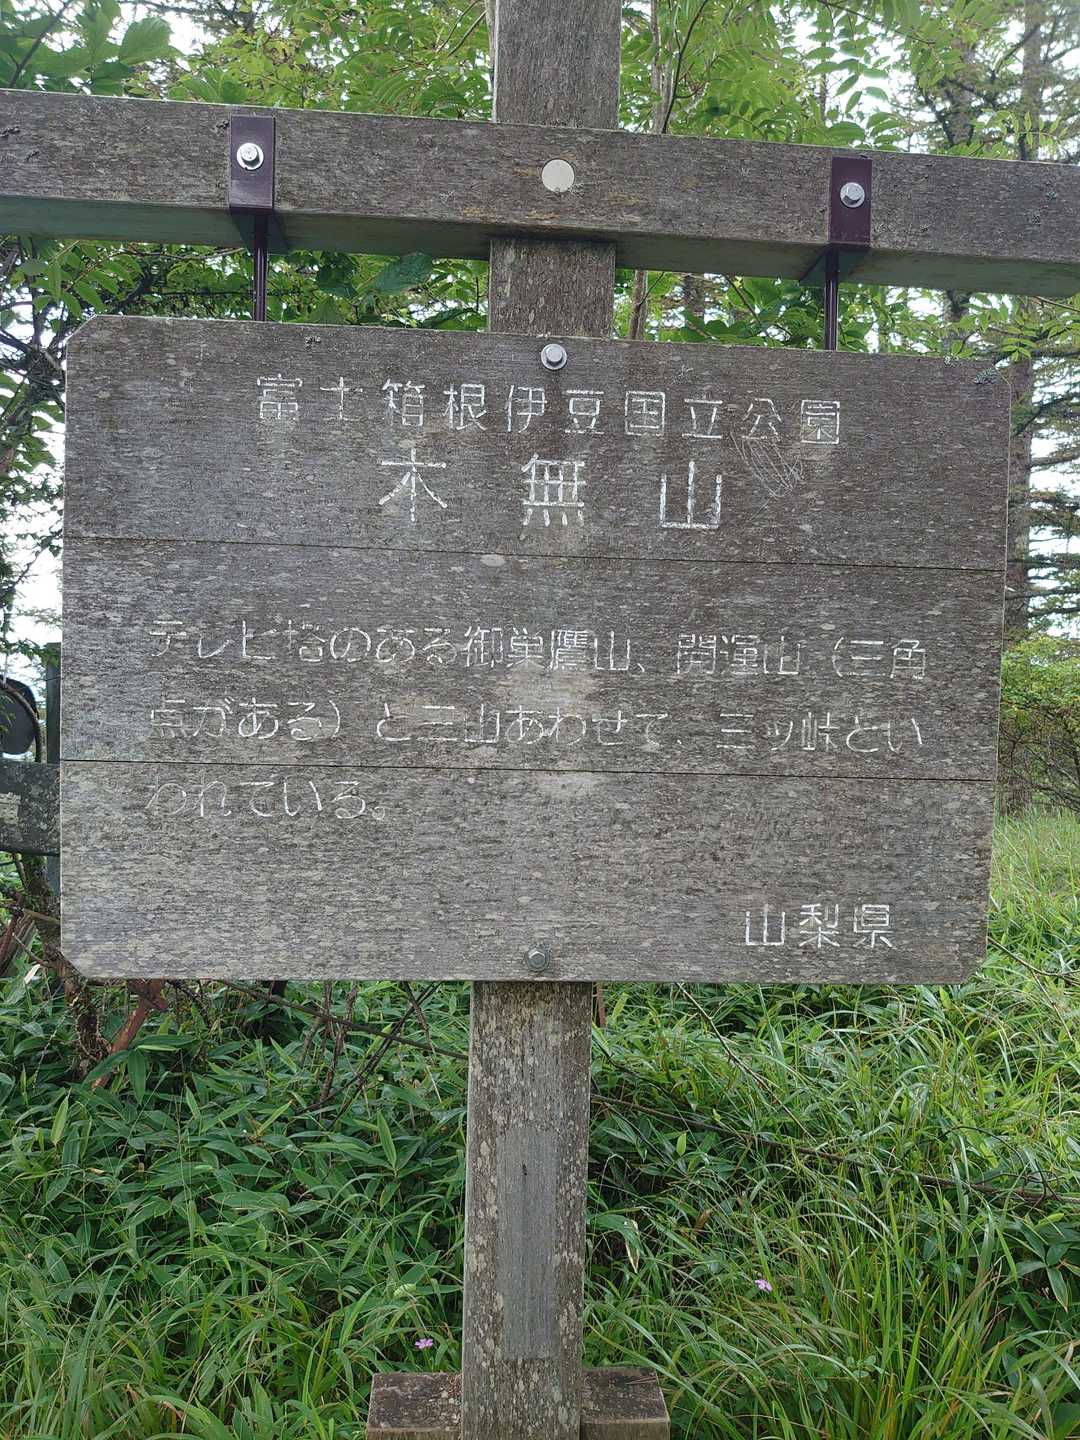 富士箱根伊豆国立公園
木無山
テレビ塔のある御巣鷹山、開運山（三角
点がある）と三山あわせて、三ッ峠とい
われている。
山梨県